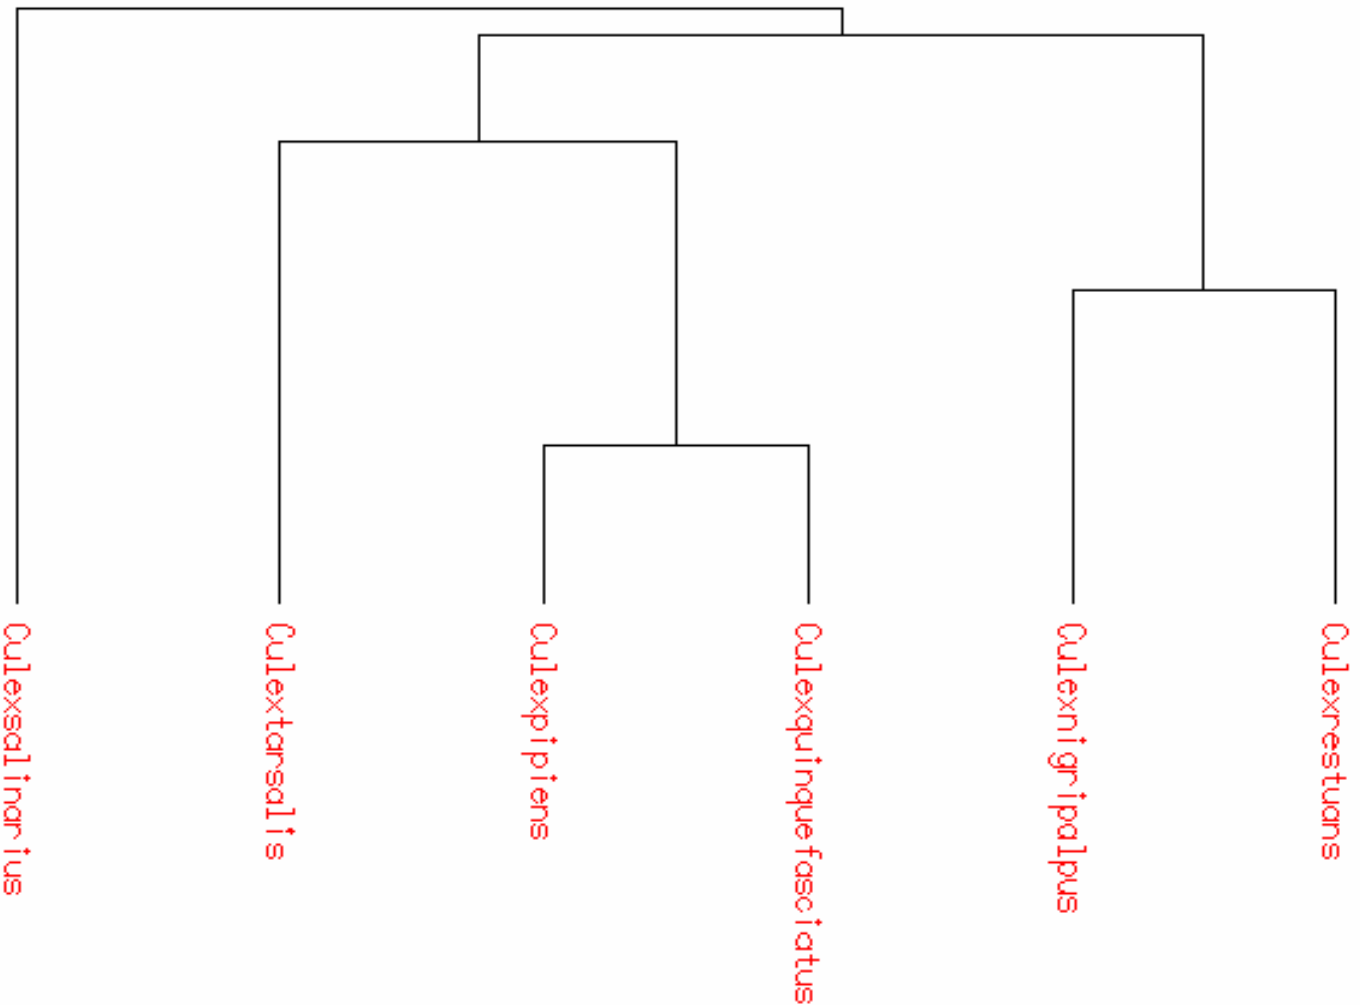 Culexsalinarius
Culextarsalis
Culexpipiens
Culexquinquefasciatus
Culexnigripalpus
Culexrestuans